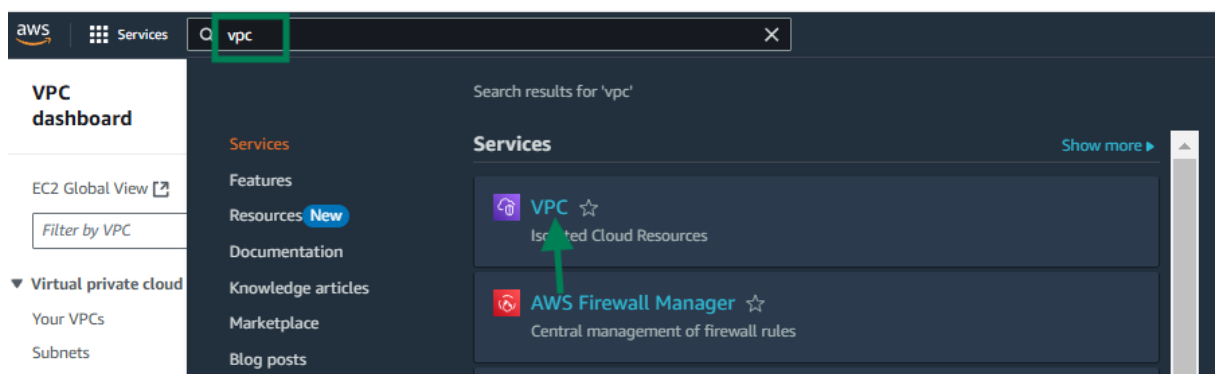 aws
Services
vpc
VPC
dashboard
EC2 Global View
Filter by VPC
Virtual private cloud
Your VPCs
Subnets
Services
Features
Resources New
Documentation
Knowledge articles
Marketplace
Blog posts
Search results for 'vpc'
Services
Show more
VPC
Cloud Resources
AWS Firewall Manager
Central management of firewall rules